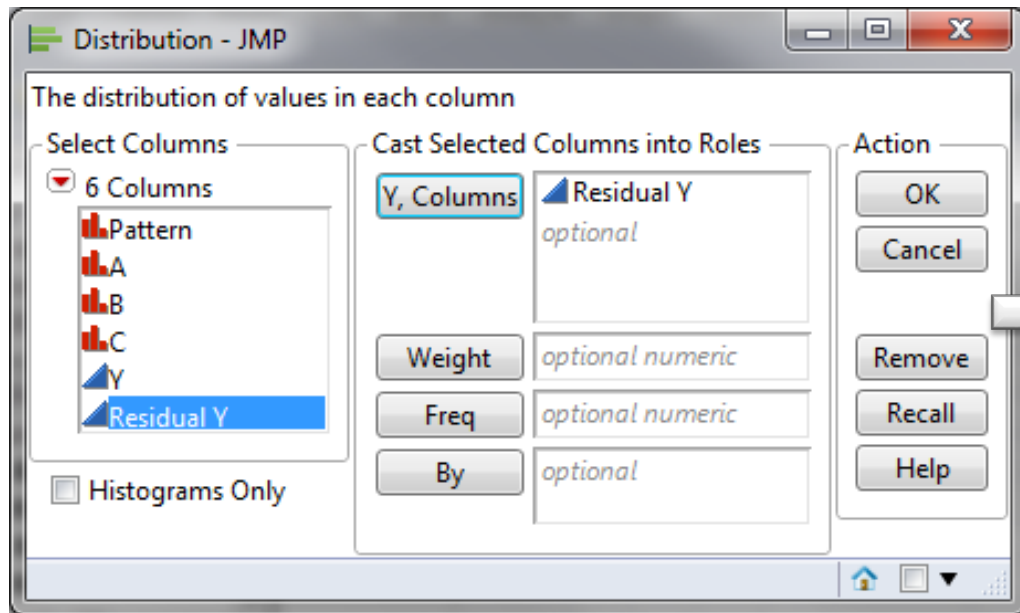 Distribution - JMP
The distribution of values in each column
Select Columns
6 Columns
Pattern
A
B
C
Y
Residual Y
Histograms Only
Cast Selected Columns into Roles
Y, Columns
Residual Y
optional
Weight
optional numeric
Freq
optional numeric
By
optional
Action
OK
Cancel
Remove
Recall
Help